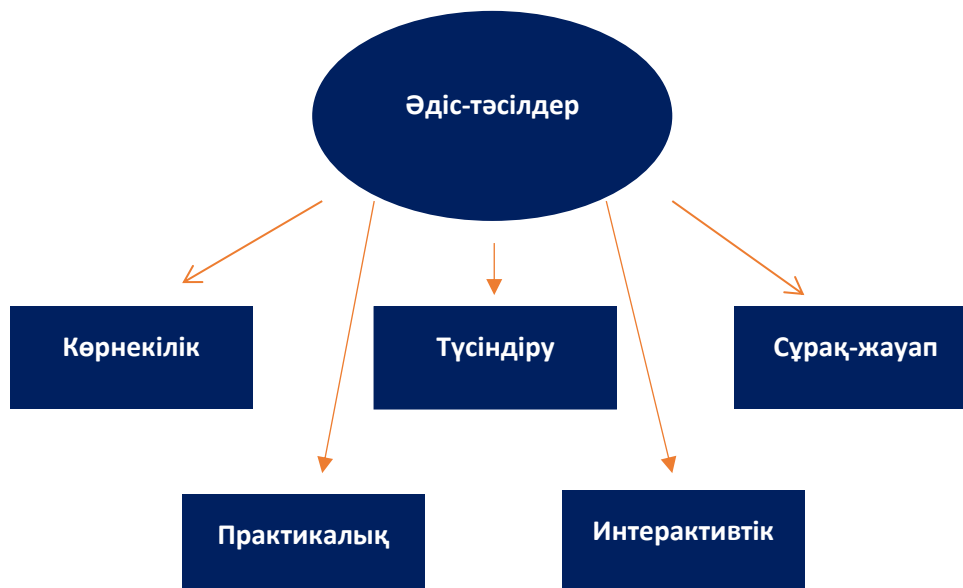 Әдіс-тәсілдер
Көрнекілік
Түсіндіру
Сұрақ-жауап
Практикалық
Интерактивтік